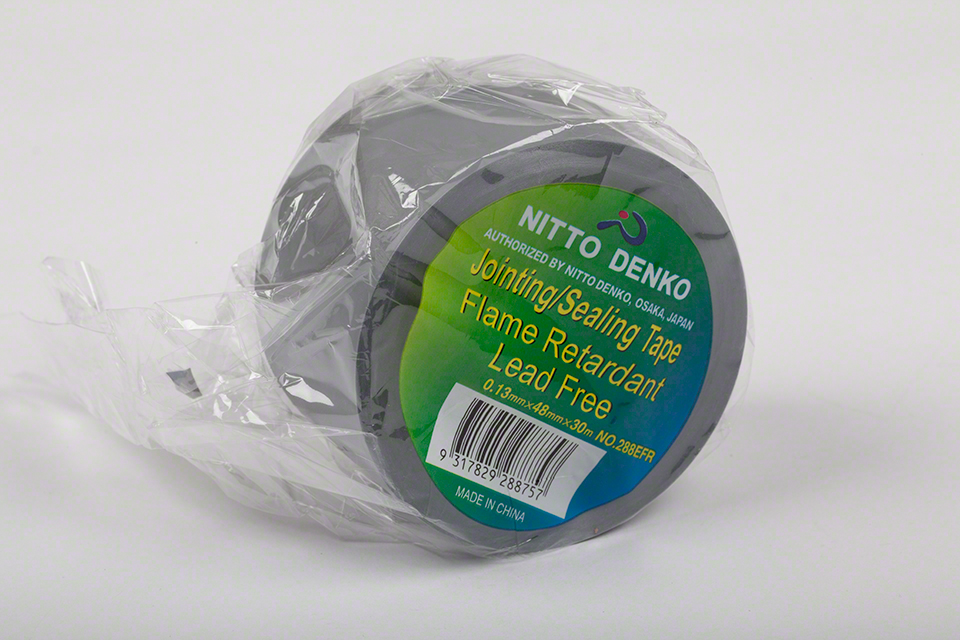 NITTO DENKO
AUTHORIZED BY NITTO DENKO, OSAKA, JAPAN
Jointing/Sealing Tape
Flame Retardant
Lead Free
0.13mm×48mm×30m NO.288EFR
9 317829 288757
MADE IN CHINA